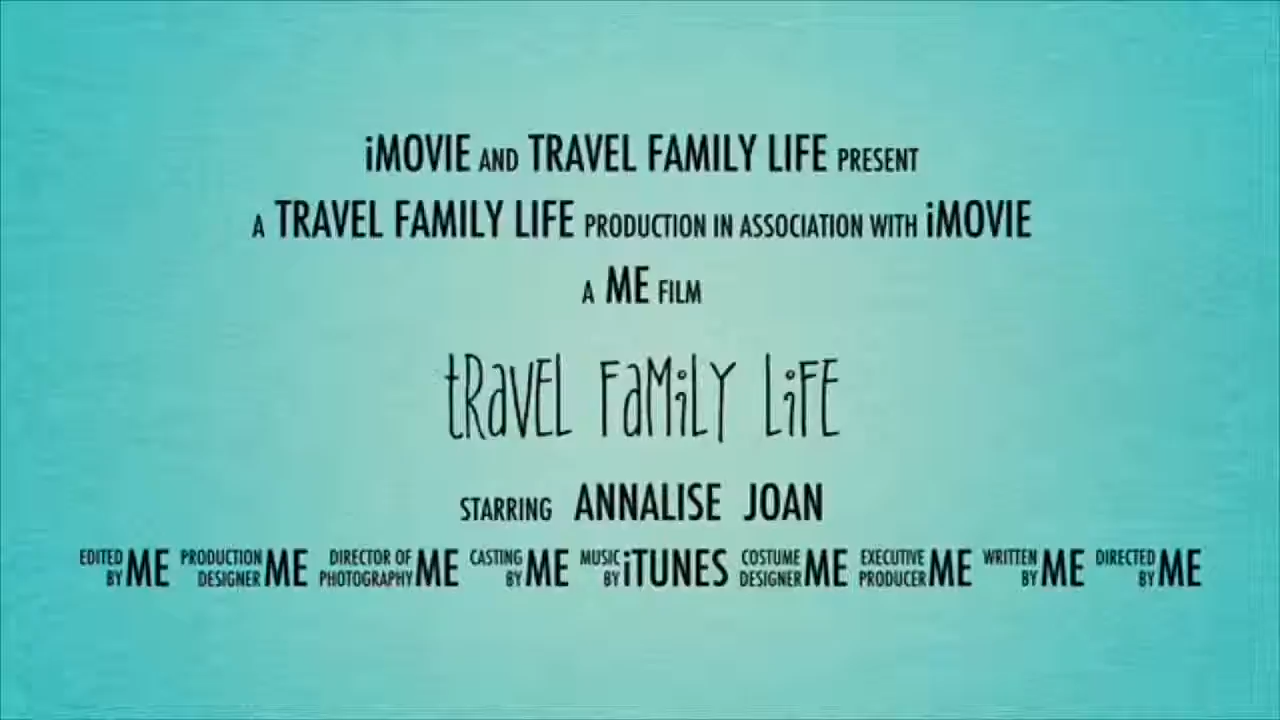 iMOVIE AND TRAVEL FAMILY LIFE PRESENT
A TRAVEL FAMILY LIFE PRODUCTION IN ASSOCIATION WITH iMOVIE
A ME FILM
tRaVEL FaMiLY LiFE
STARRING ANNALISE JOAN
EDITED BY ME PRODUCTION DESIGNER ME DIRECTOR OF PHOTOGRAPHY ME CASTING BY ME MUSIC BY iTUNES COSTUME DESIGNER ME EXECUTIVE PRODUCER ME WRITTEN BY ME DIRECTED BY ME